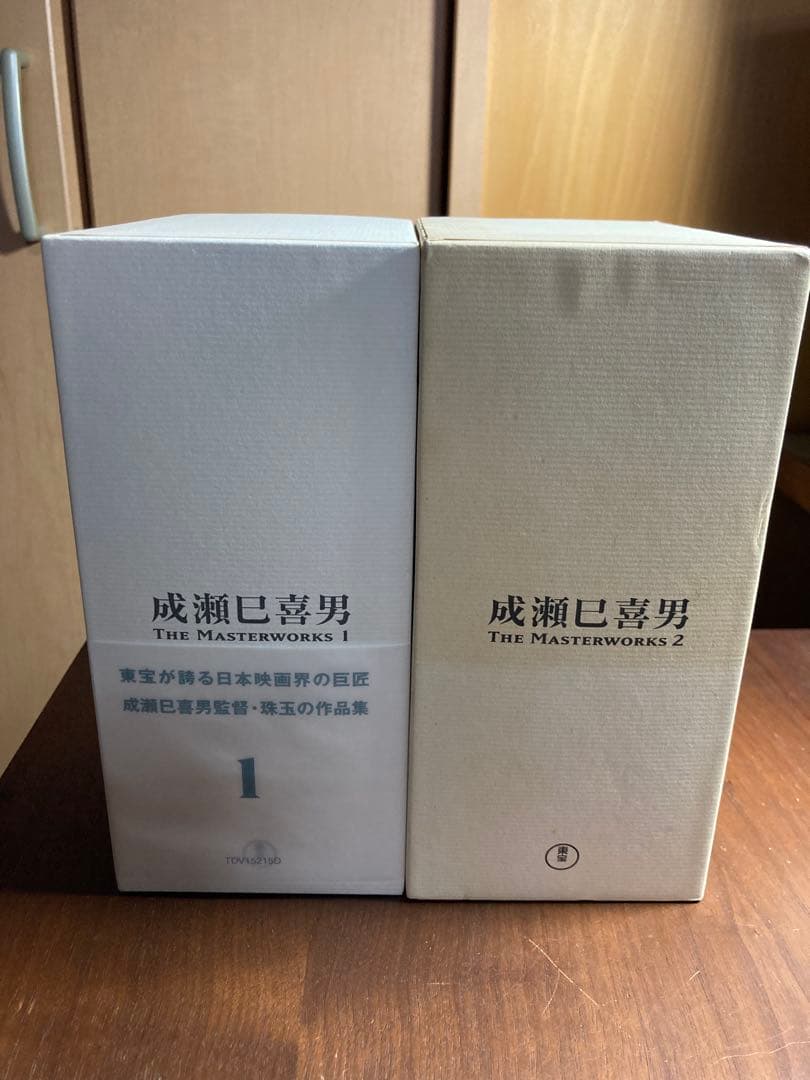 成瀬巳喜男
THE MASTERWORKS 1
東宝が誇る日本映画界の巨匠
成瀬巳喜男監督・珠玉の作品集
1
TDV15215D
成瀬巳喜男
THE MASTERWORKS 2
東宝